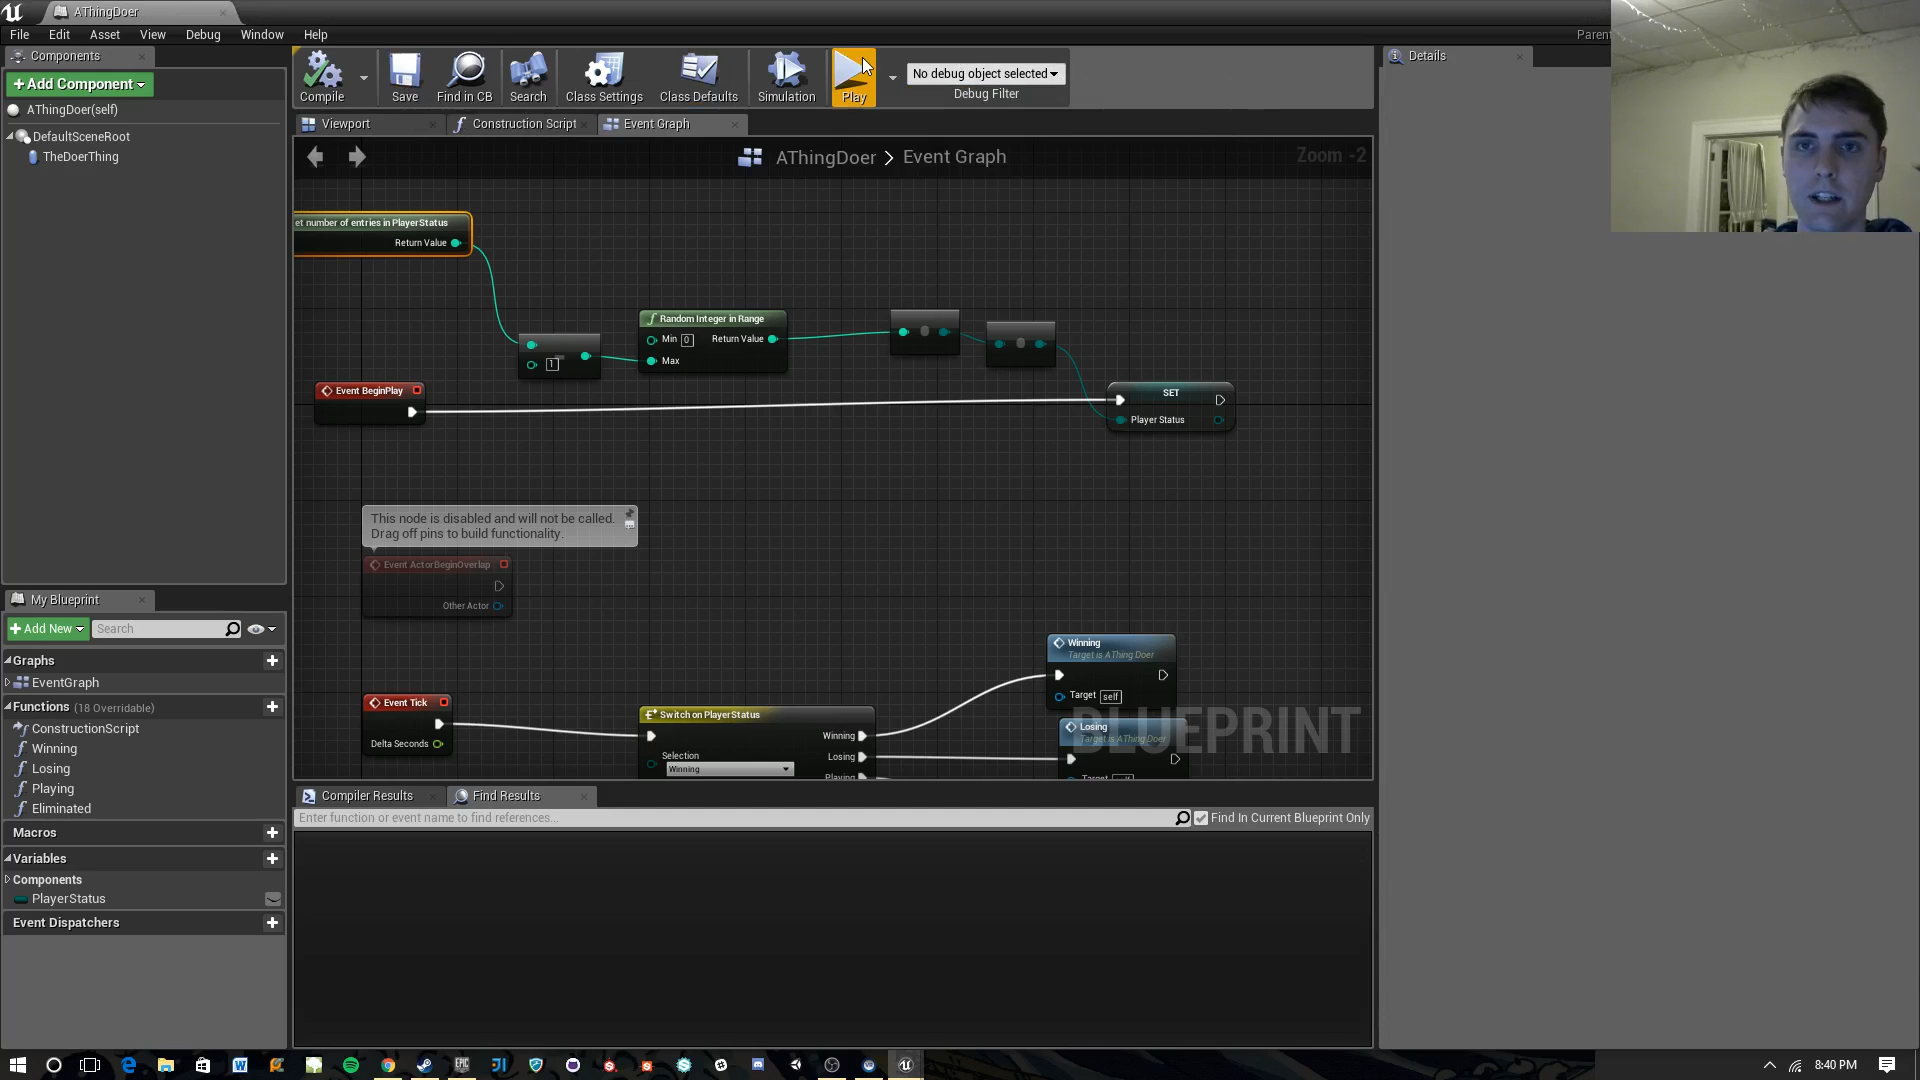 AThingDoer
File Edit Asset View Debug Window Help
Paren
Components
+ Add Component
AThingDoer(self)
DefaultSceneRoot
TheDoerThing
My Blueprint
+ Add New Search
Graphs
EventGraph
Functions (18 Overridable)
ConstructionScript
Winning
Losing
Playing
Eliminated
Macros
Variables
Components
PlayerStatus
Event Dispatchers
Compile Save Find in CB Search Class Settings Class Defaults Simulation Play
No debug object selected
Debug Filter
Viewport Construction Script Event Graph
AThingDoer > Event Graph
Zoom -2
et number of entries in PlayerStatus
Return Value
1
Random Integer in Range
Min 0 Return Value
Max
Event BeginPlay
SET
Player Status
This node is disabled and will not be called.
Drag off pins to build functionality.
Event ActorBeginOverlap
Other Actor
Event Tick
Delta Seconds
Switch on PlayerStatus
Winning
Selection
Losing
Winning
Playing
Winning
Target is AThing Doer
Target self
Losing
Target is AThing Doer
Target self
BLUEPRINT
Compiler Results Find Results
Enter function or event name to find references...
Find In Current Blueprint Only
Details
8:40 PM